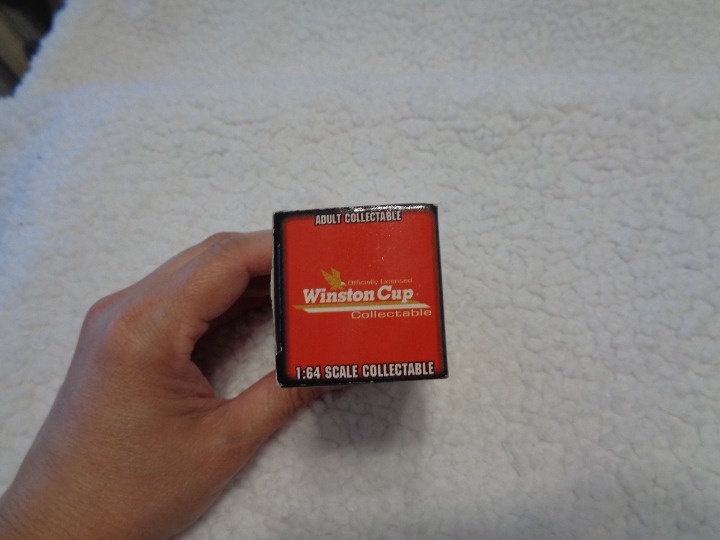 ADULT COLLECTABLE
Officially Licensed
Winston Cup
Collectable
1:64 SCALE COLLECTABLE